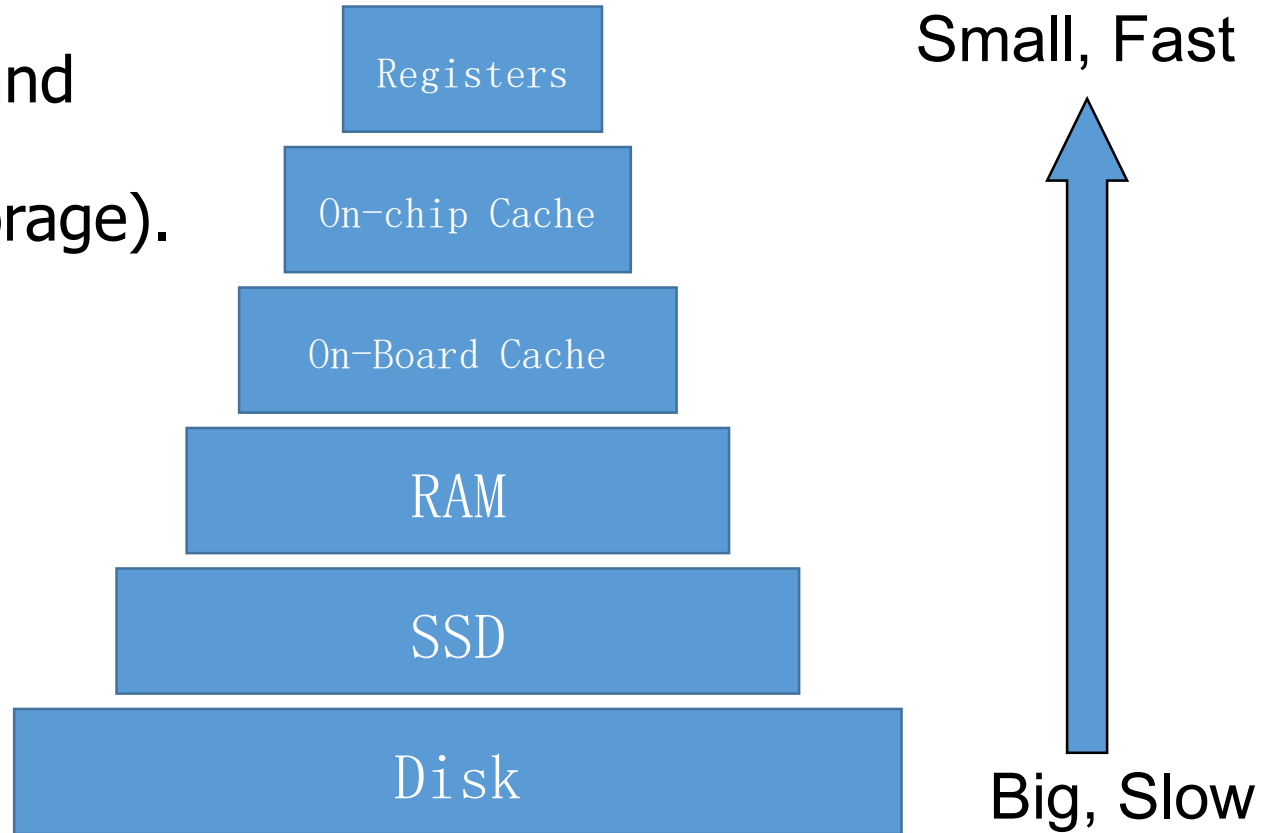 nd
orage).
Registers
On-chip Cache
On-Board Cache
RAM
SSD
Disk
Small, Fast
Big, Slow